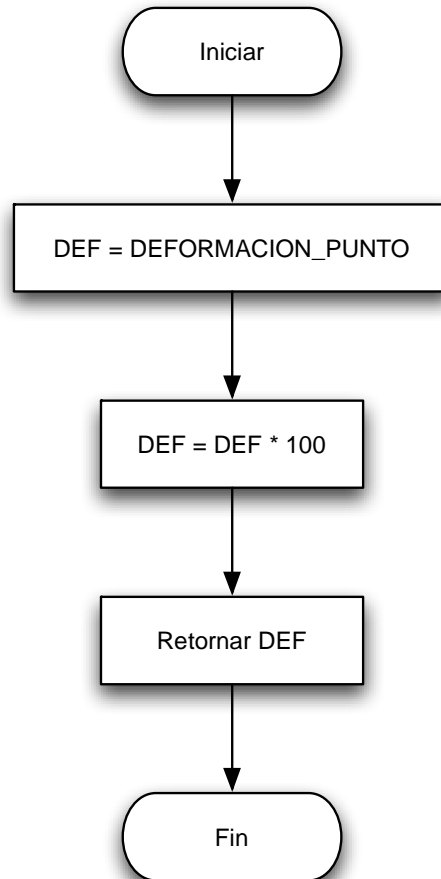 Iniciar
DEF = DEFORMACION_PUNTO
DEF = DEF * 100
Retornar DEF
Fin